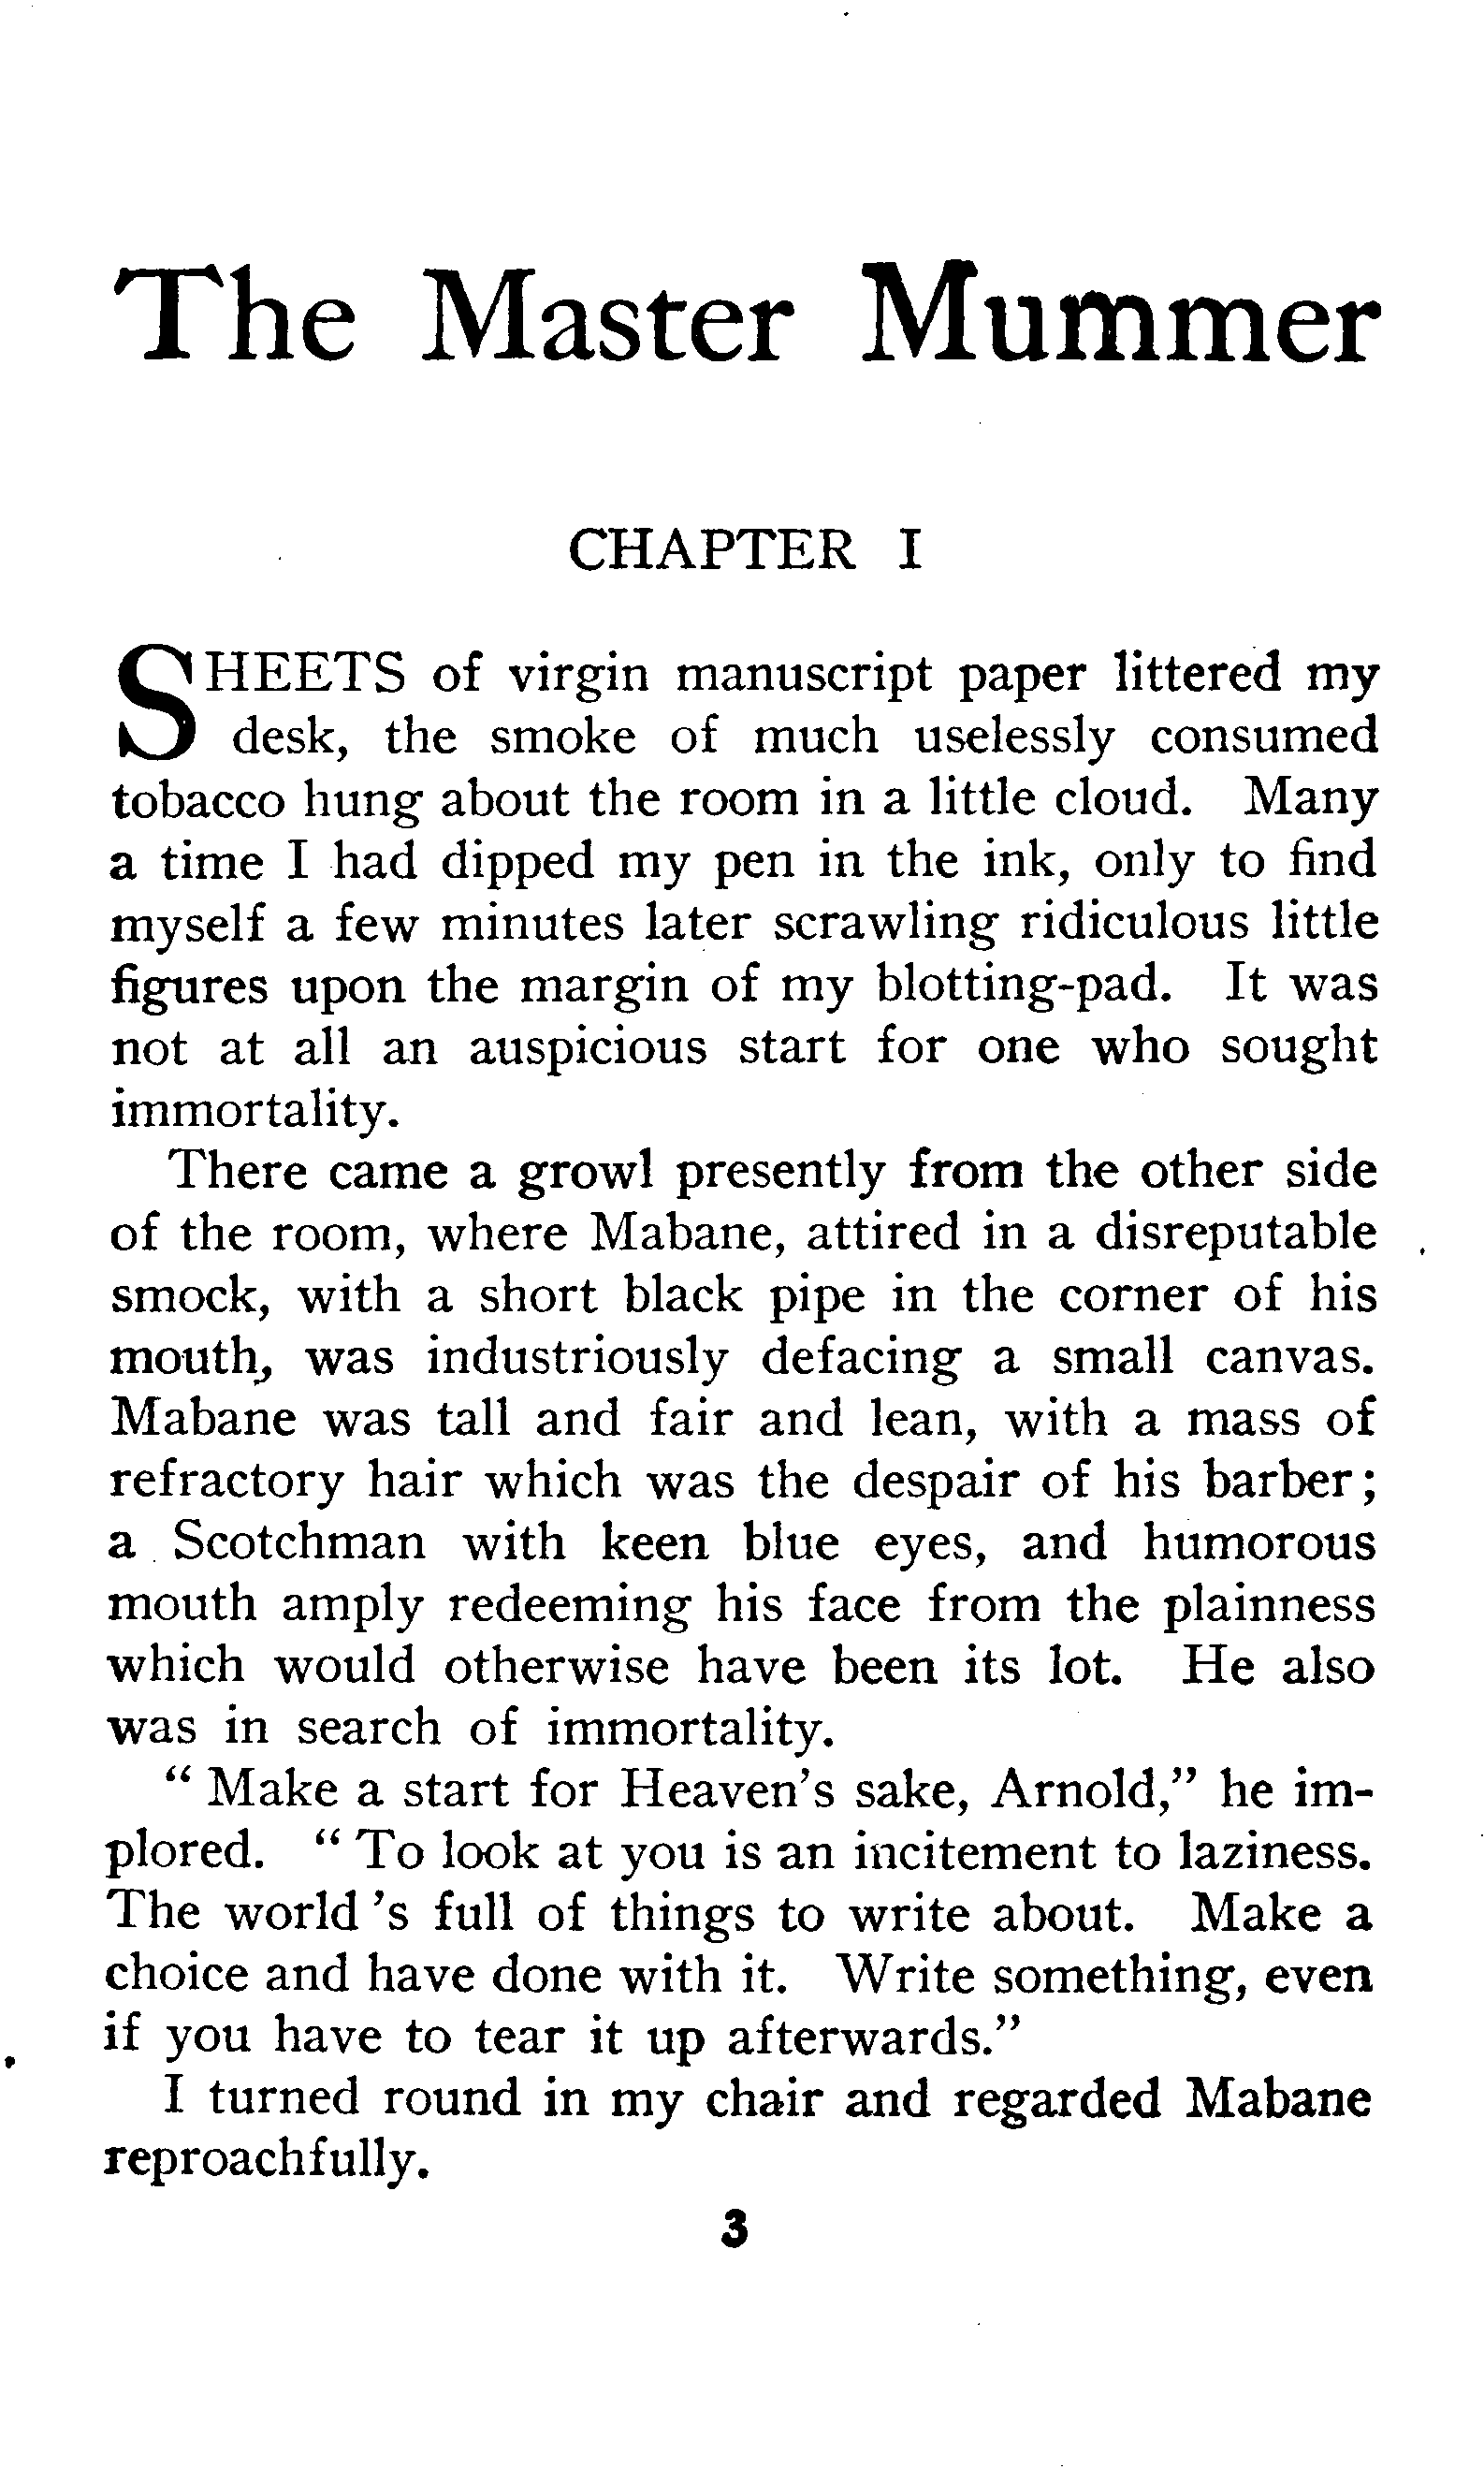 The Master Mummer
CHAPTER I
SHEETS of virgin manuscript paper littered my
desk, the smoke of much uselessly consumed
tobacco hung about the room in a little cloud. Many
a time I had dipped my pen in the ink, only to find
myself a few minutes later scrawling ridiculous little
figures upon the margin of my blotting-pad. It was
not at all an auspicious start for one who sought
immortality.
There came a growl presently from the other side
of the room, where Mabane, attired in a disreputable
smock, with a short black pipe in the corner of his
mouth, was industriously defacing a small canvas.
Mabane was tall and fair and lean, with a mass of
refractory hair which was the despair of his barber;
a Scotchman with keen blue eyes, and humorous
mouth amply redeeming his face from the plainness
which would otherwise have been its lot. He also
was in search of immortality.
“Make a start for Heaven's sake, Arnold,” he im-
plored. “To look at you is an incitement to laziness.
The world 's full of things to write about. Make a
choice and have done with it. Write something, even
if you have to tear it up afterwards.”
I turned round in my chair and regarded Mabane
reproachfully.
3